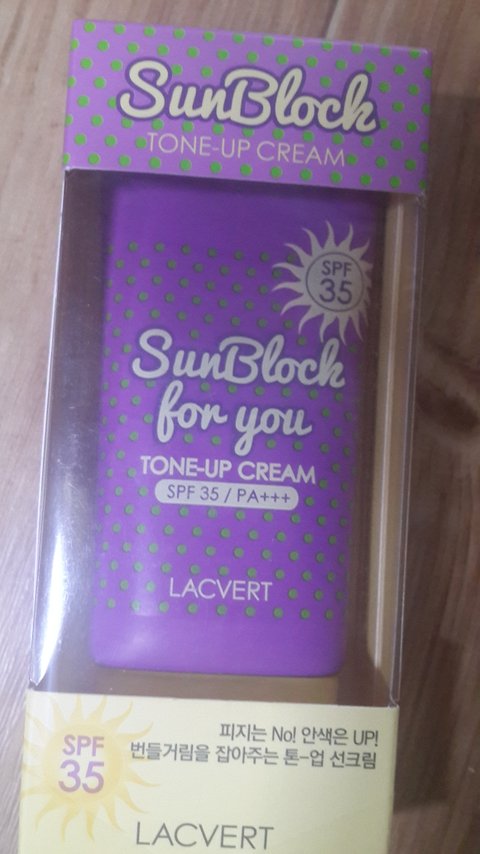 SunBlock
TONE-UP CREAM
SPF
35
SunBlock
for you
TONE-UP CREAM
SPF 35 / PA+++
LACVERT
피지는 No! 안색은 UP!
번들거림을 잡아주는 톤-업 선크림
SPF
35
LACVERT